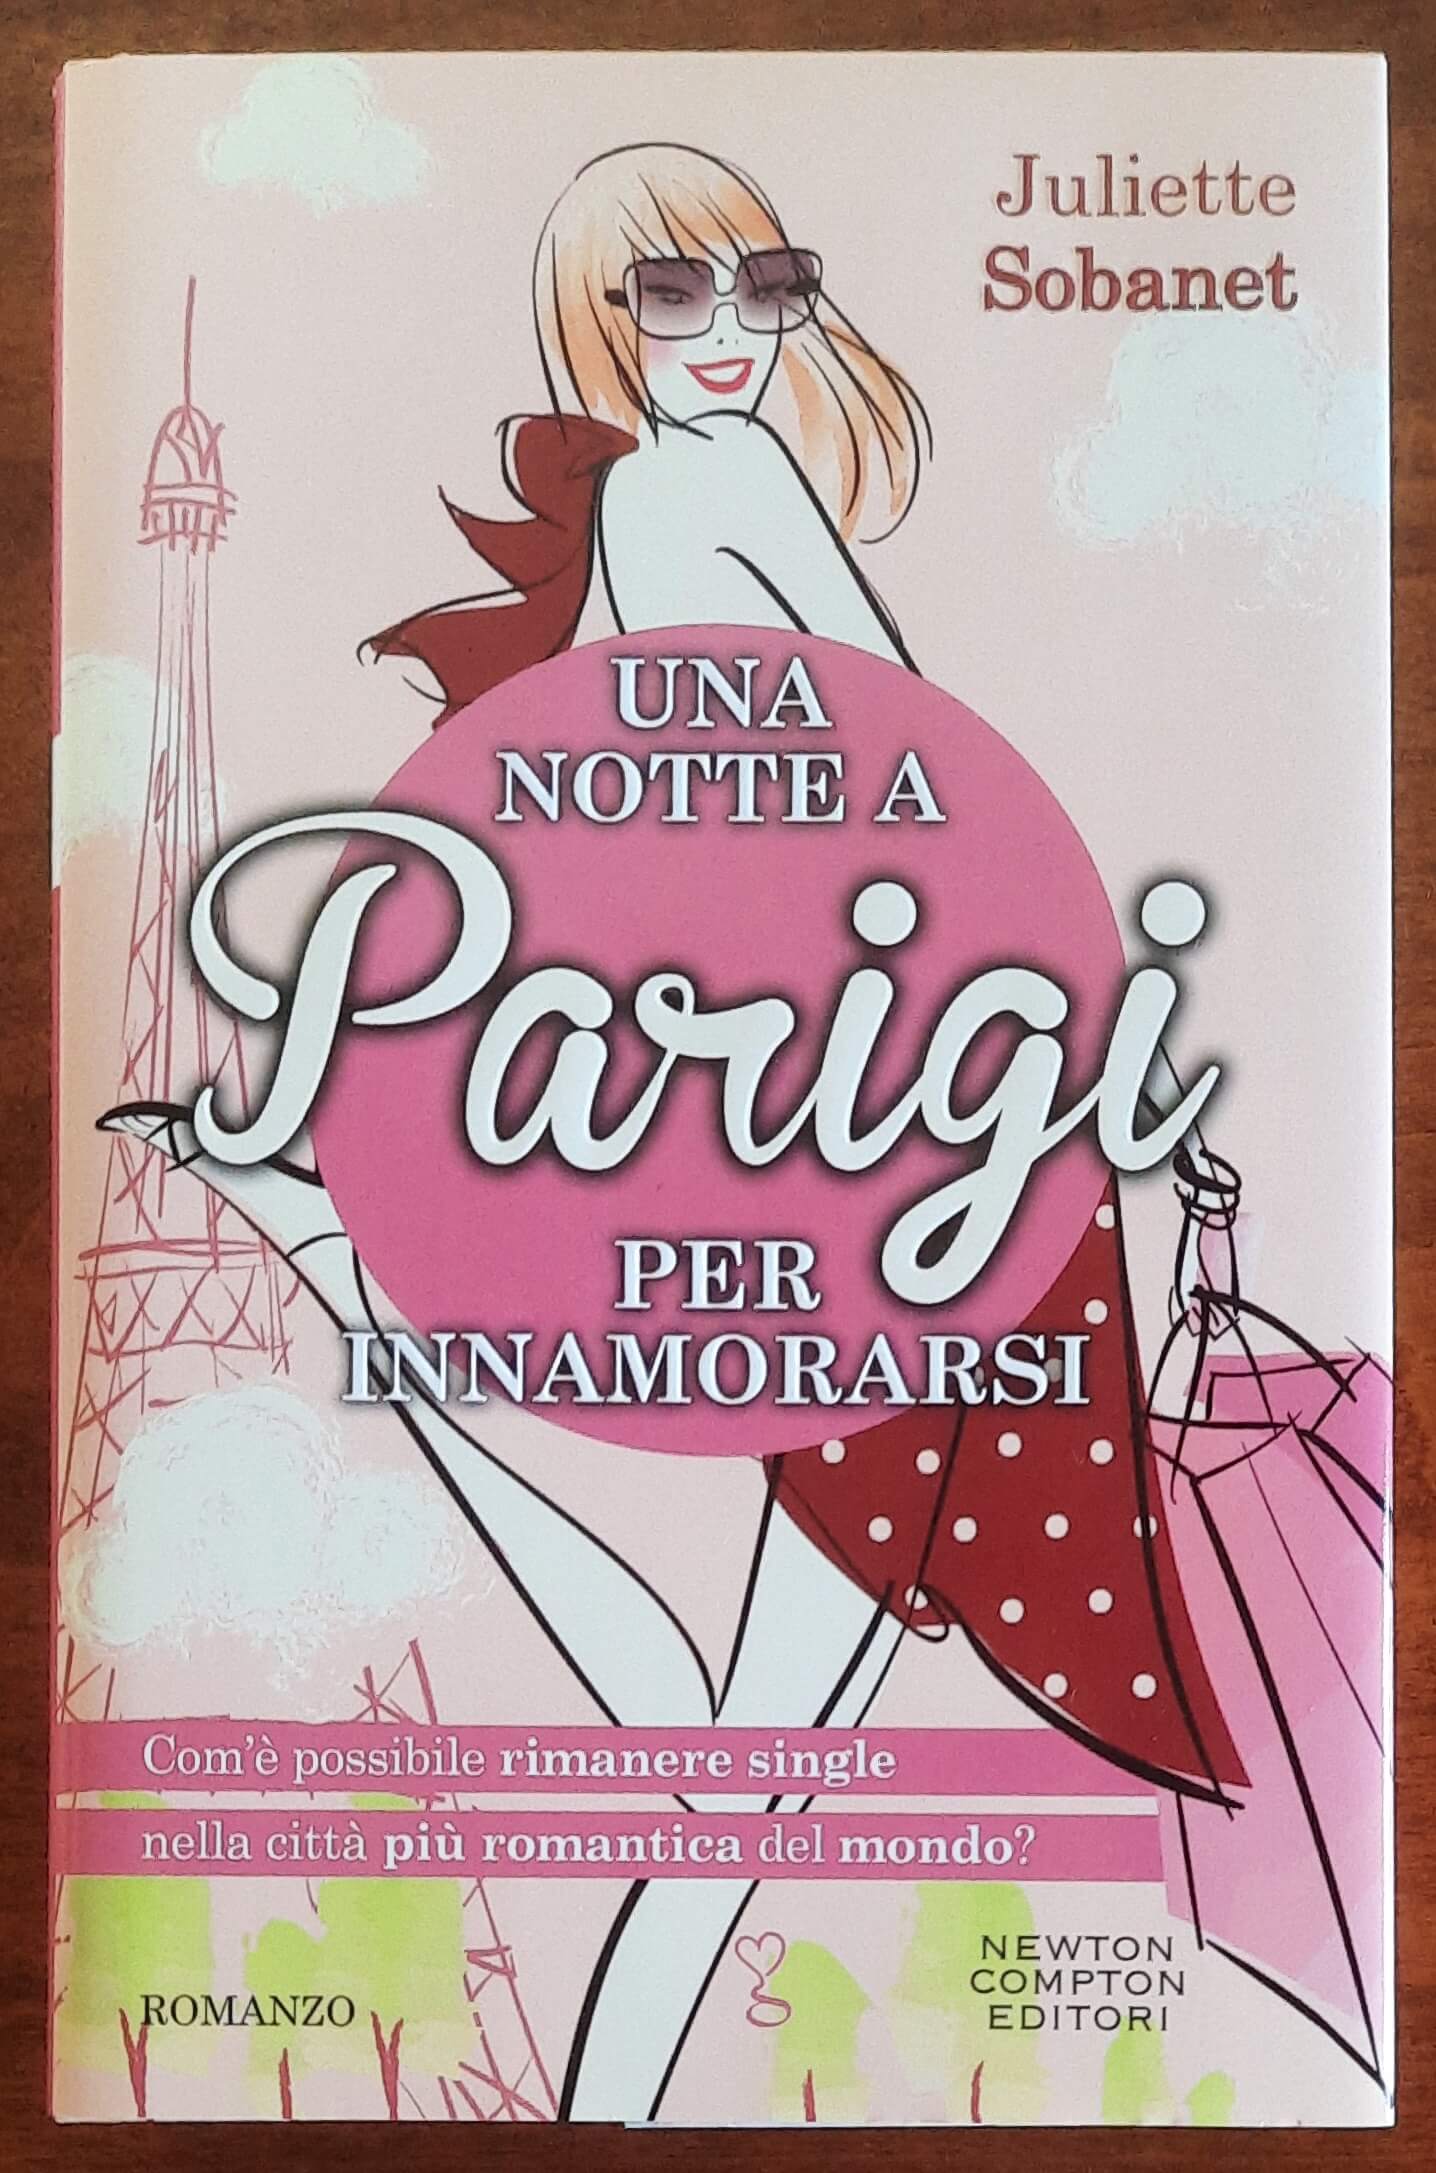 Juliette
Sobanet
UNA
NOTTE A
Parigi
PER
INNAMORARSI
Com'è possibile rimanere single
nella città più romantica del mondo?
ROMANZO
NEWTON
COMPTON
EDITORI